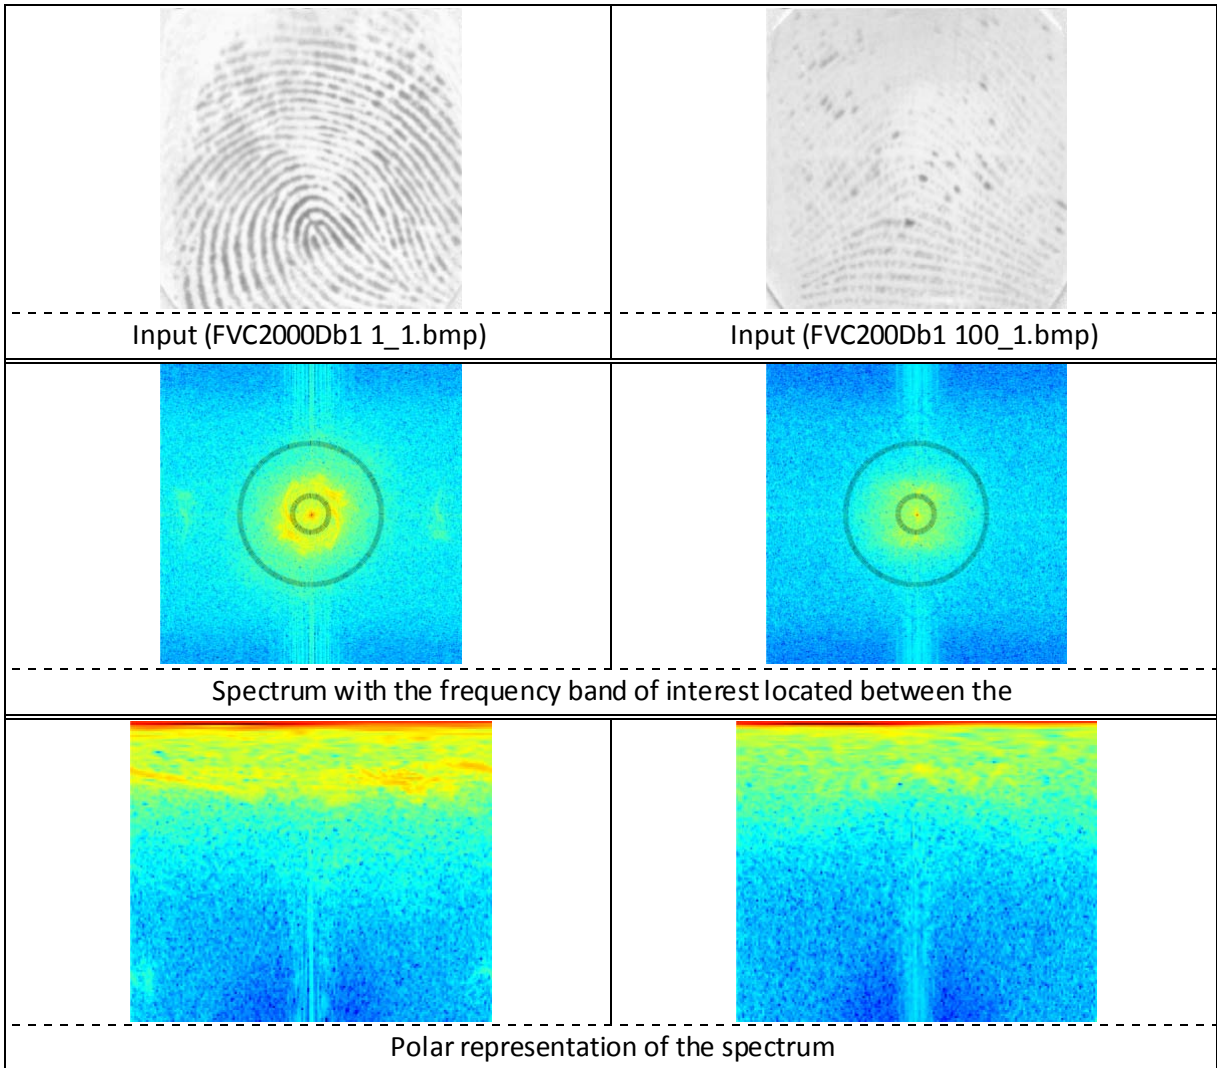 Input (FVC2000Db1 1_1.bmp)
Input (FVC200Db1 100_1.bmp)
Spectrum with the frequency band of interest located between the
Polar representation of the spectrum